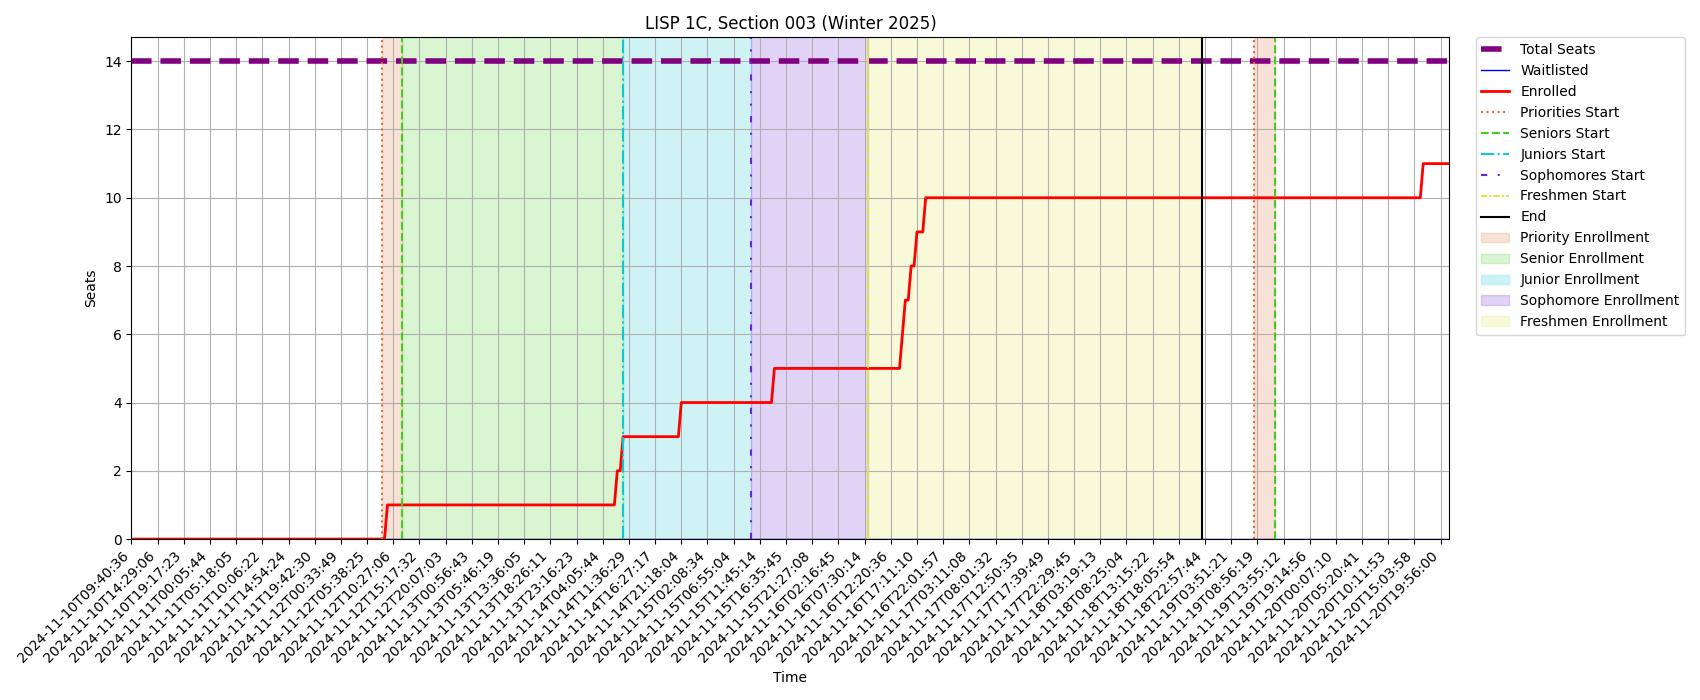 LISP 1C, Section 003 (Winter 2025)
Seats
14
12
10
8
6
4
2
0
2024-11-10T09:40:36
2024-11-10T14:29:06
2024-11-10T19:17:23
2024-11-11T00:05:44
2024-11-11T05:18:05
2024-11-11T10:06:22
2024-11-11T14:54:24
2024-11-11T19:42:30
2024-11-12T00:33:49
2024-11-12T05:38:25
2024-11-12T10:27:06
2024-11-12T15:17:32
2024-11-12T20:07:03
2024-11-13T00:56:43
2024-11-13T05:46:19
2024-11-13T13:36:05
2024-11-13T18:26:11
2024-11-13T23:16:23
2024-11-14T04:05:44
2024-11-14T11:36:29
2024-11-14T16:27:17
2024-11-14T21:18:04
2024-11-15T02:08:34
2024-11-15T06:55:04
2024-11-15T11:45:14
2024-11-15T16:35:45
2024-11-15T21:27:08
2024-11-16T02:16:45
2024-11-16T07:30:14
2024-11-16T12:20:36
2024-11-16T17:11:10
2024-11-16T22:01:57
2024-11-17T03:11:08
2024-11-17T08:01:32
2024-11-17T12:50:35
2024-11-17T17:39:49
2024-11-17T22:29:45
2024-11-18T03:19:13
2024-11-18T08:25:04
2024-11-18T13:15:22
2024-11-18T18:05:54
2024-11-18T22:57:44
2024-11-19T03:51:21
2024-11-19T08:56:19
2024-11-19T13:55:12
2024-11-19T19:14:56
2024-11-20T00:07:10
2024-11-20T05:20:41
2024-11-20T10:11:53
2024-11-20T15:03:58
2024-11-20T19:56:00
Time
Total Seats
Waitlisted
Enrolled
Priorities Start
Seniors Start
Juniors Start
Sophomores Start
Freshmen Start
End
Priority Enrollment
Senior Enrollment
Junior Enrollment
Sophomore Enrollment
Freshmen Enrollment